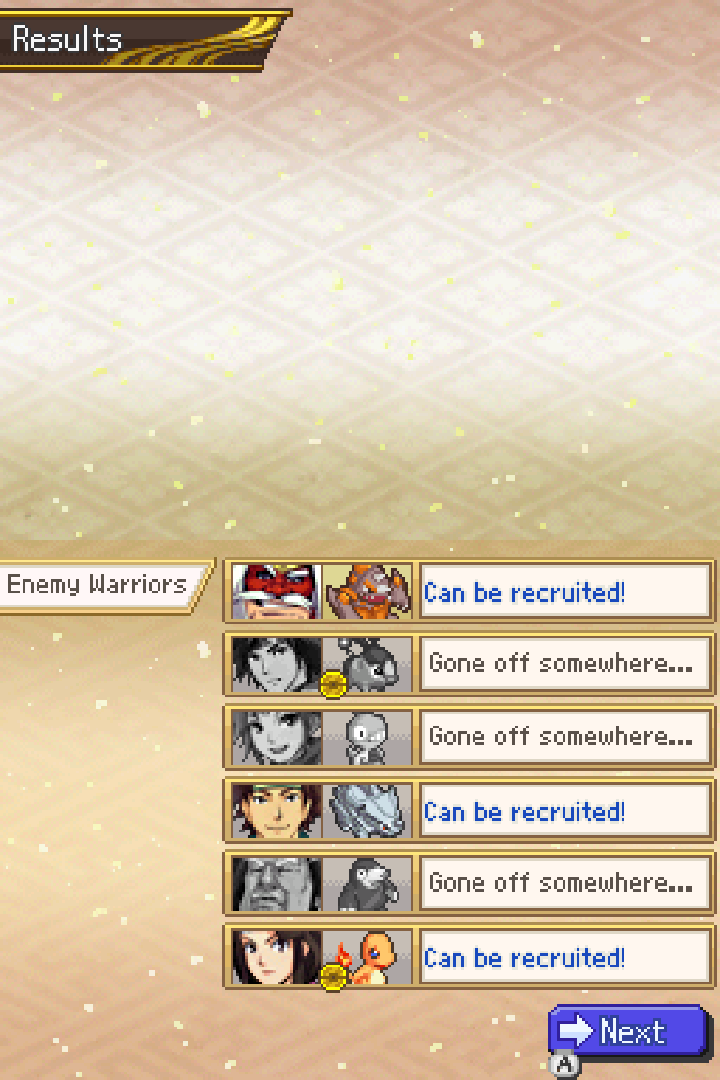 Results
Enemy Warriors
Can be recruited!
Gone off somewhere...
Gone off somewhere...
Can be recruited!
Gone off somewhere...
Can be recruited!
Next
A